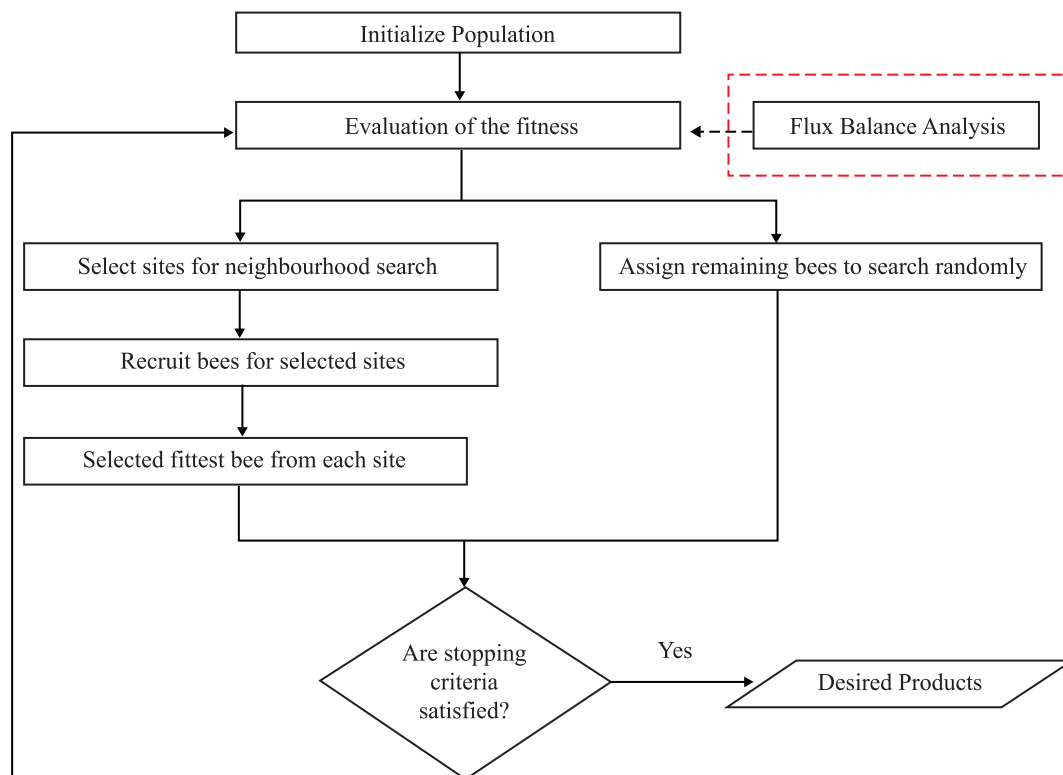 Initialize Population
Evaluation of the fitness
Flux Balance Analysis
Select sites for neighbourhood search
Assign remaining bees to search randomly
Recruit bees for selected sites
Selected fittest bee from each site
Are stopping
criteria
satisfied?
Yes
Desired Products